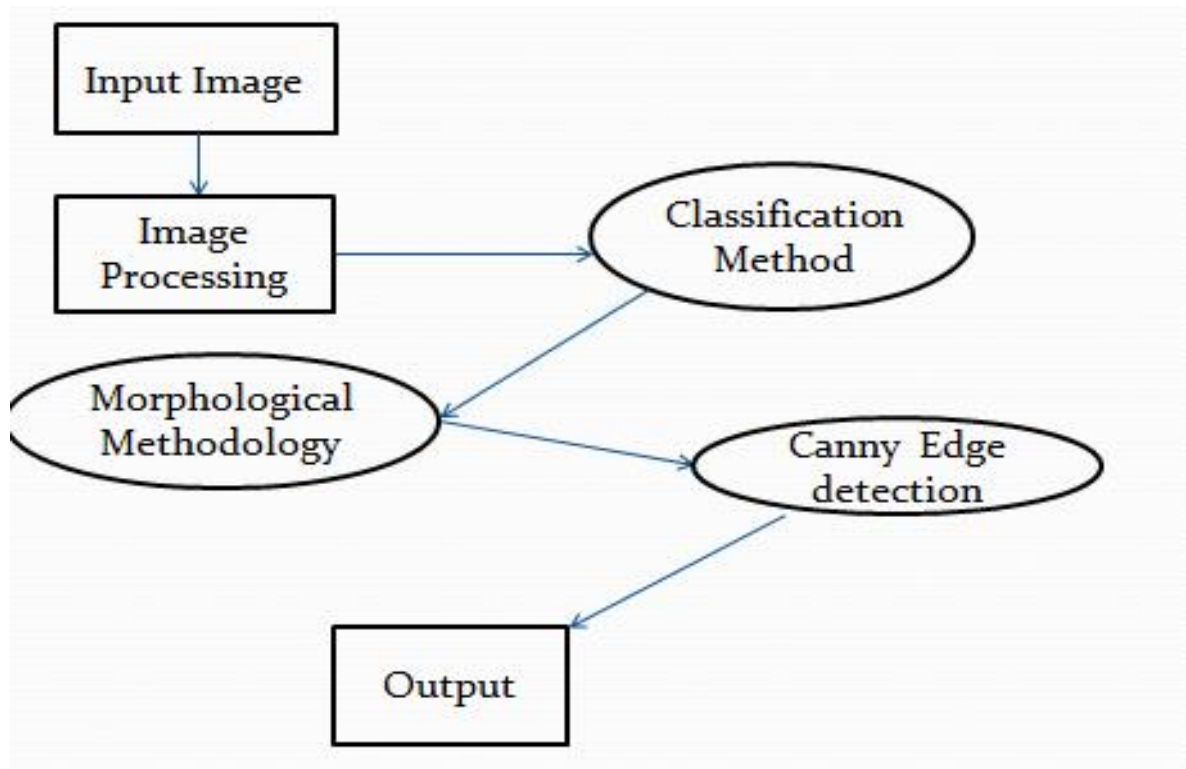 Input Image
Image
Processing
Classification
Method
Morphological
Methodology
Canny Edge
detection
Output